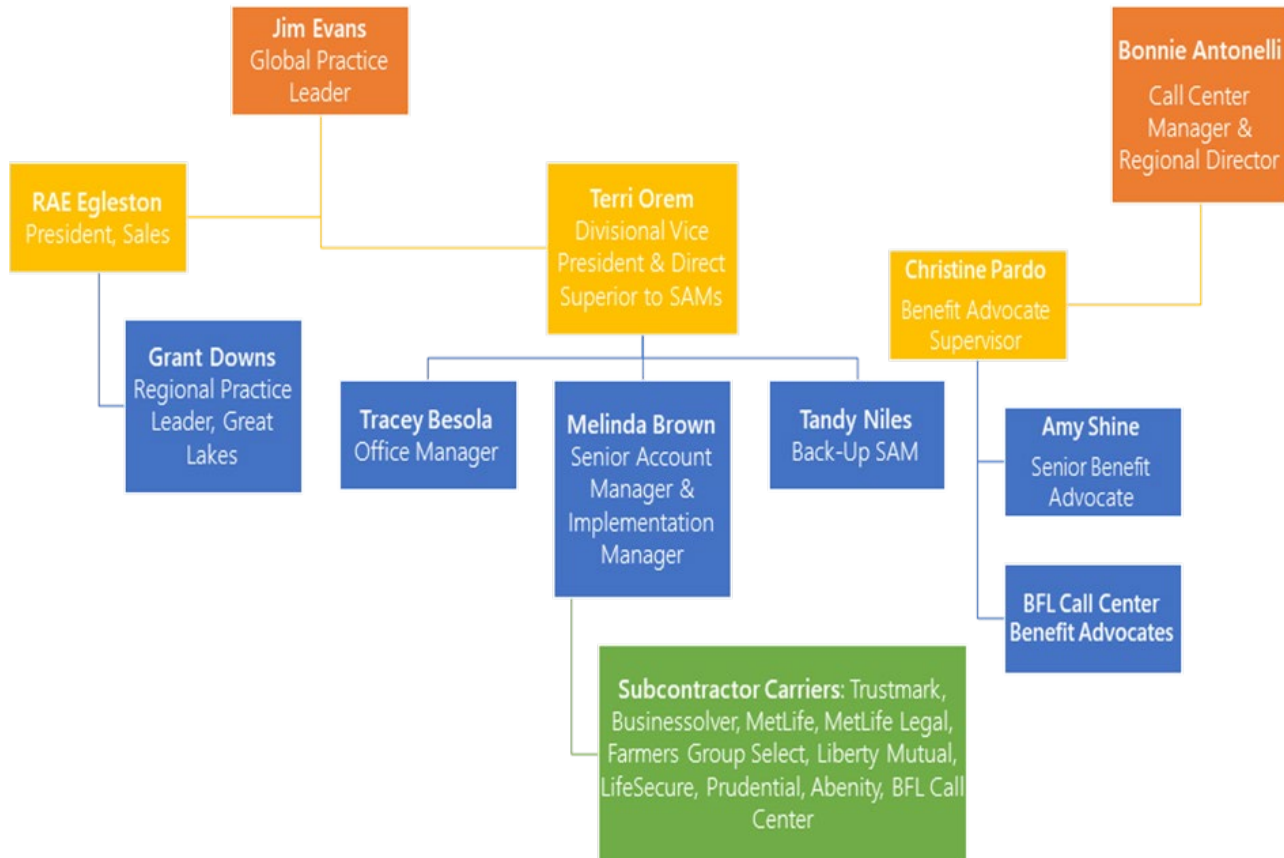 Jim Evans
Global Practice
Leader
Bonnie Antonelli
Call Center
Manager &
Regional Director
RAE Egleston
President, Sales
Terri Orem
Divisional Vice
President & Direct
Superior to SAMs
Christine Pardo
Benefit Advocate
Supervisor
Grant Downs
Regional Practice
Leader, Great
Lakes
Tracey Besola
Office Manager
Melinda Brown
Senior Account
Manager &
Implementation
Manager
Tandy Niles
Back-Up SAM
Amy Shine
Senior Benefit
Advocate
BFL Call Center
Benefit Advocates
Subcontractor Carriers: Trustmark,
Businessolver, MetLife, MetLife Legal,
Farmers Group Select, Liberty Mutual,
LifeSecure, Prudential, Abenity, BFL Call
Center